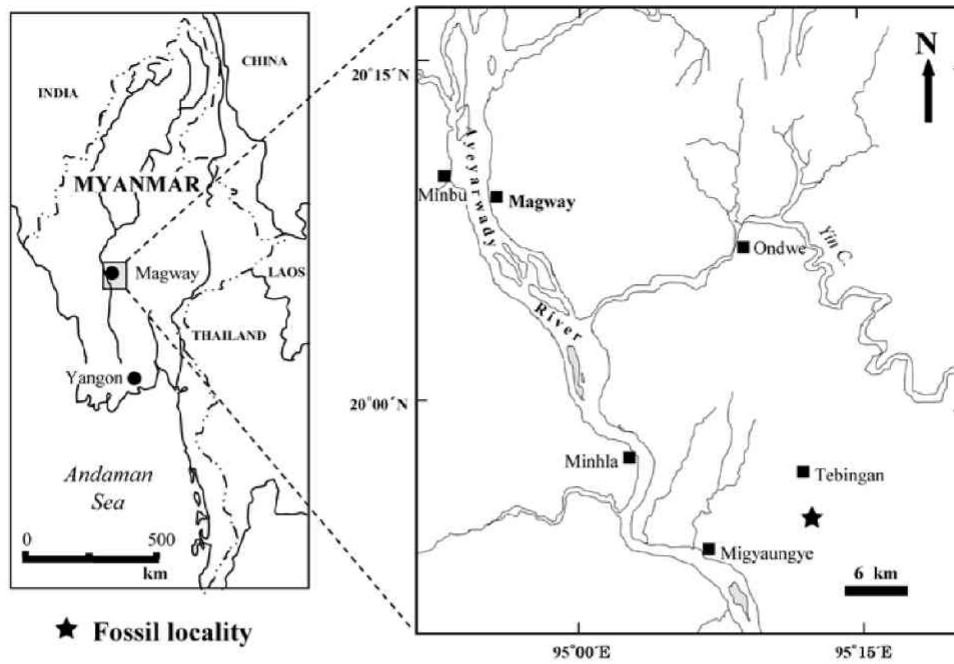 CHINA
INDIA
MYANMAR
Magway
LAOS
THAILAND
Yangon
Andaman
Sea
0 500
km
★ Fossil locality
N
20°15´N
Ayeyarwady
Minbu
Magway
Ondwe
Yin C.
River
20°00´N
Minhla
Tebingan
Migyaungye
6 km
95°00´E
95°15´E